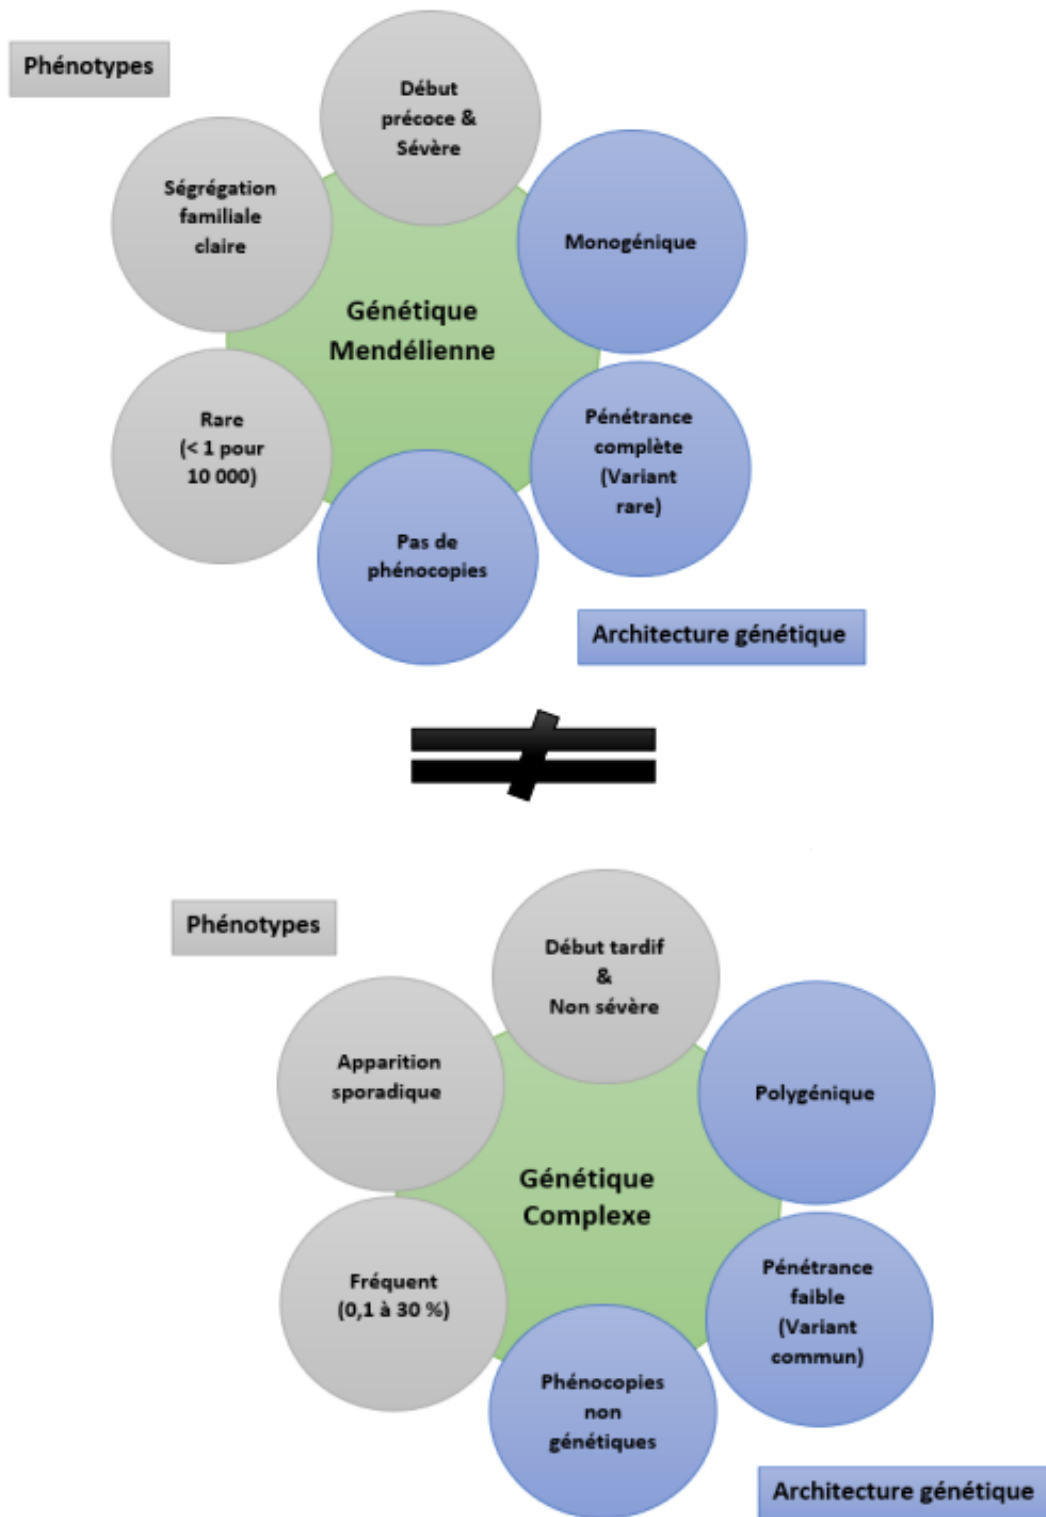 Phénotypes
Début
précoce &
Sévère
Ségrégation
familiale
claire
Monogénique
Génétique
Mendélienne
Rare
(< 1 pour
10 000)
Pénétrance
complète
(Variant
rare)
Pas de
phénocopies
Architecture génétique
Phénotypes
Début tardif
&
Non sévère
Apparition
sporadique
Polygénique
Génétique
Complexe
Fréquent
(0,1 à 30 %)
Pénétrance
faible
(Variant
commun)
Phénocopies
non
génétiques
Architecture génétique